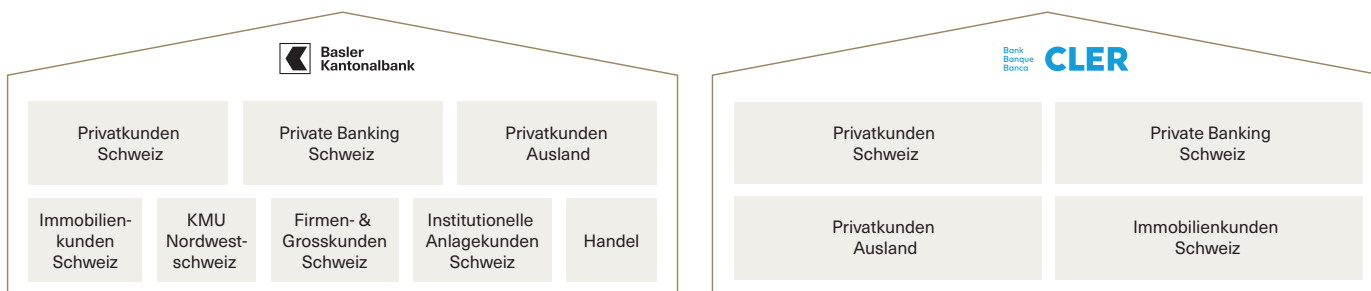 Basler
Kantonalbank
Privatkunden
Schweiz
Private Banking
Schweiz
Privatkunden
Ausland
Immobilien-
kunden
Schweiz
KMU
Nordwest-
schweiz
Firmen- &
Grosskunden
Schweiz
Institutionelle
Anlagekunden
Schweiz
Handel
Bank
Banque
Banca
CLER
Privatkunden
Schweiz
Private Banking
Schweiz
Privatkunden
Ausland
Immobilienkunden
Schweiz